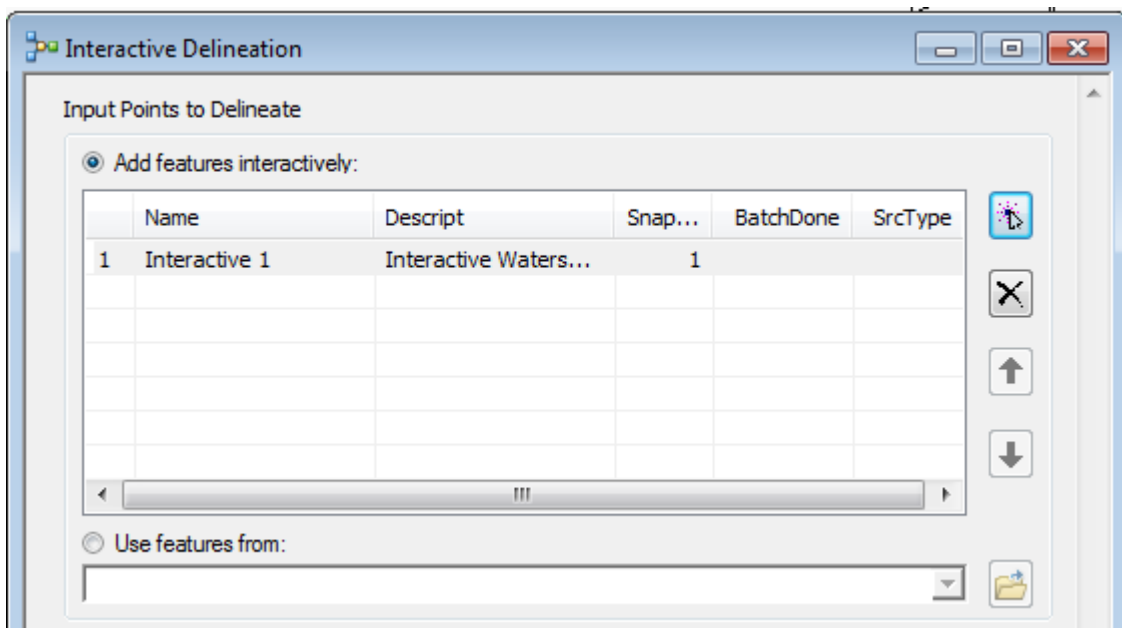 Interactive Delineation
Input Points to Delineate
Add features interactively:
Name Descript Snap... BatchDone SrcType
1 Interactive 1 Interactive Waters... 1
Use features from: